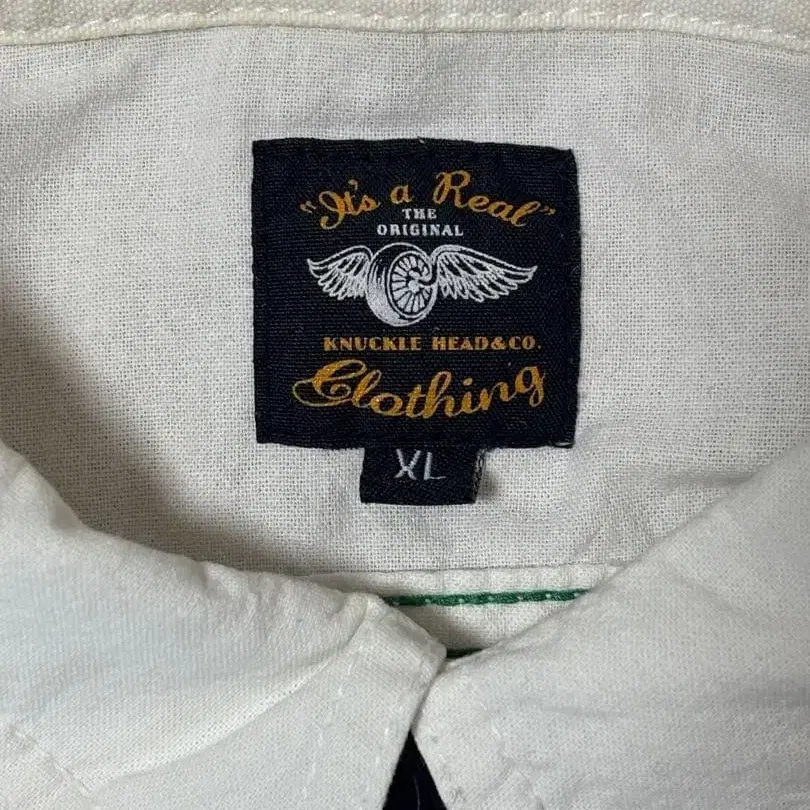 "It's a Real"
THE
ORIGINAL
KNUCKLE HEAD&CO.
Clothing
XL